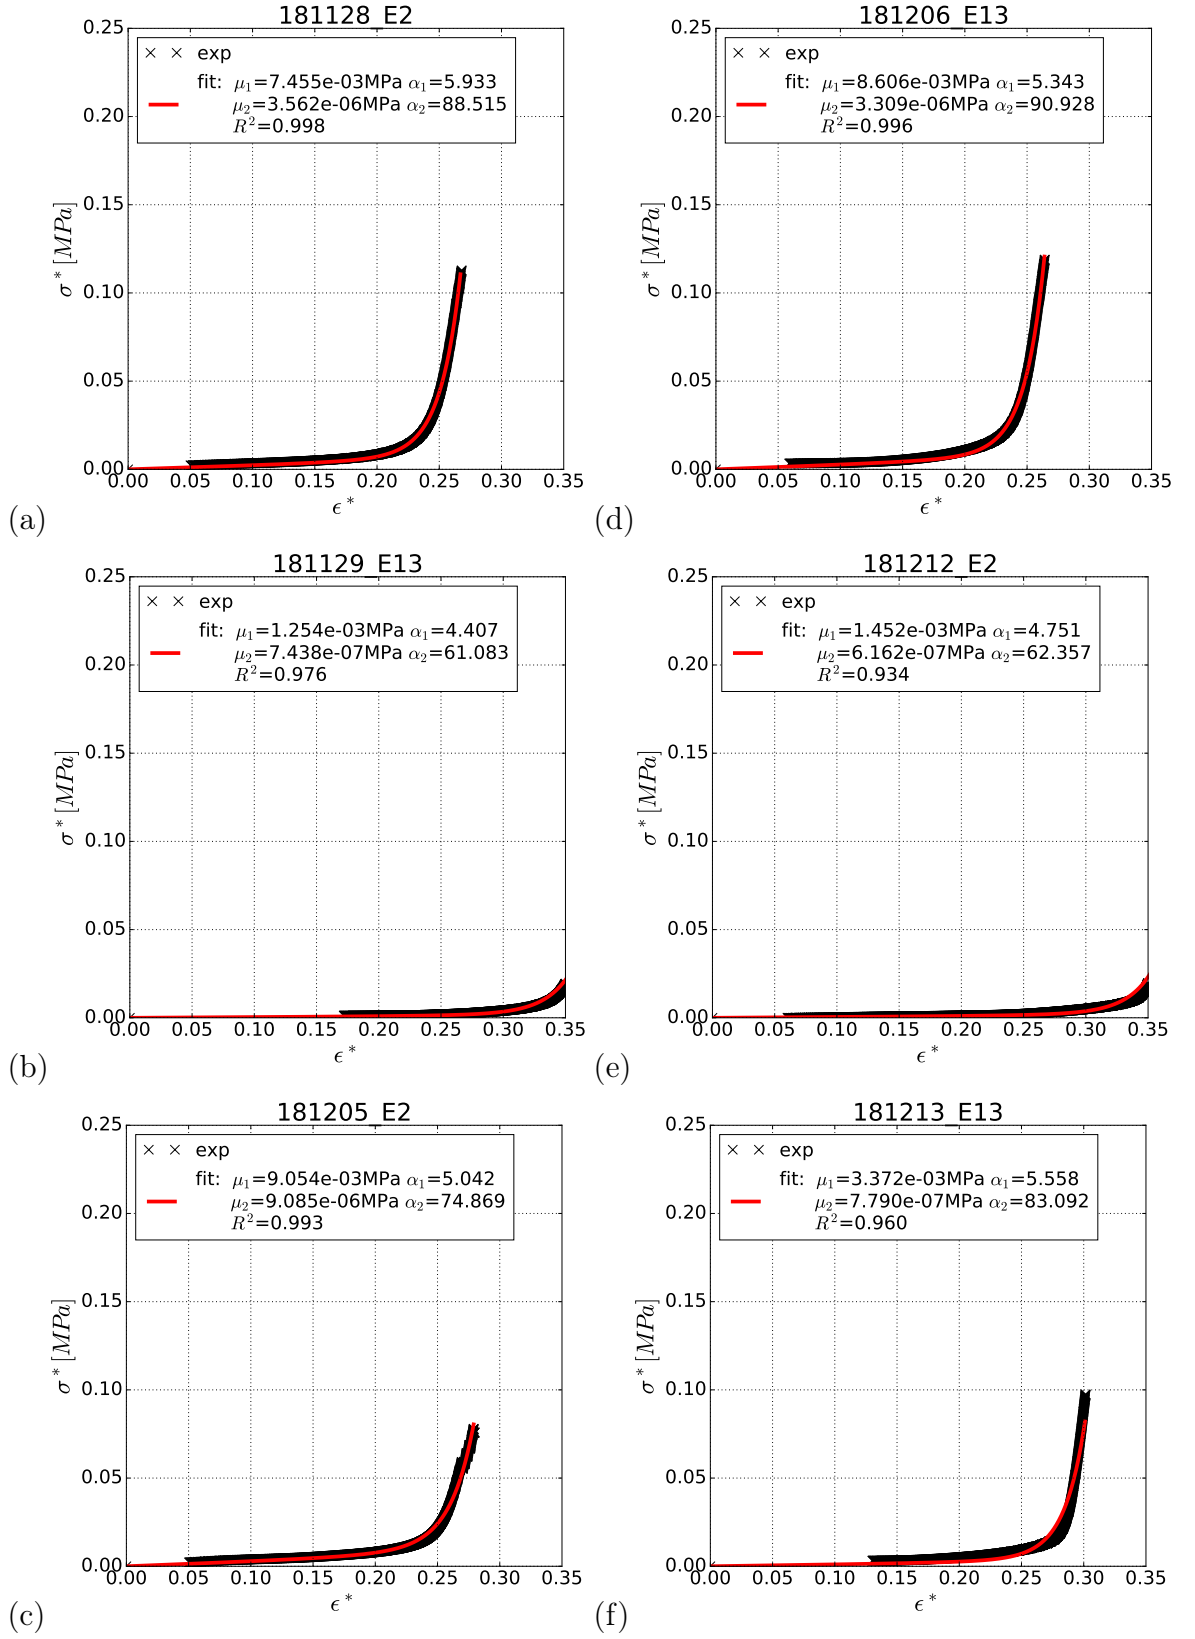 181128_E2
× × exp
fit: μ₁=7.455e-03MPa α₁=5.933
μ₂=3.562e-06MPa α₂=88.515
R²=0.998
0.25
0.20
0.15
0.10
0.05
0.00
σ* [MPa]
0.00 0.05 0.10 0.15 0.20 0.25 0.30 0.35
ϵ*
(a)
181206_E13
× × exp
fit: μ₁=8.606e-03MPa α₁=5.343
μ₂=3.309e-06MPa α₂=90.928
R²=0.996
0.25
0.20
0.15
0.10
0.05
0.00
σ* [MPa]
0.00 0.05 0.10 0.15 0.20 0.25 0.30 0.35
ϵ*
(d)
181129_E13
× × exp
fit: μ₁=1.254e-03MPa α₁=4.407
μ₂=7.438e-07MPa α₂=61.083
R²=0.976
0.25
0.20
0.15
0.10
0.05
0.00
σ* [MPa]
0.00 0.05 0.10 0.15 0.20 0.25 0.30 0.35
ϵ*
(b)
181212_E2
× × exp
fit: μ₁=1.452e-03MPa α₁=4.751
μ₂=6.162e-07MPa α₂=62.357
R²=0.934
0.25
0.20
0.15
0.10
0.05
0.00
σ* [MPa]
0.00 0.05 0.10 0.15 0.20 0.25 0.30 0.35
ϵ*
(e)
181205_E2
× × exp
fit: μ₁=9.054e-03MPa α₁=5.042
μ₂=9.085e-06MPa α₂=74.869
R²=0.993
0.25
0.20
0.15
0.10
0.05
0.00
σ* [MPa]
0.00 0.05 0.10 0.15 0.20 0.25 0.30 0.35
ϵ*
(c)
181213_E13
× × exp
fit: μ₁=3.372e-03MPa α₁=5.558
μ₂=7.790e-07MPa α₂=83.092
R²=0.960
0.25
0.20
0.15
0.10
0.05
0.00
σ* [MPa]
0.00 0.05 0.10 0.15 0.20 0.25 0.30 0.35
ϵ*
(f)